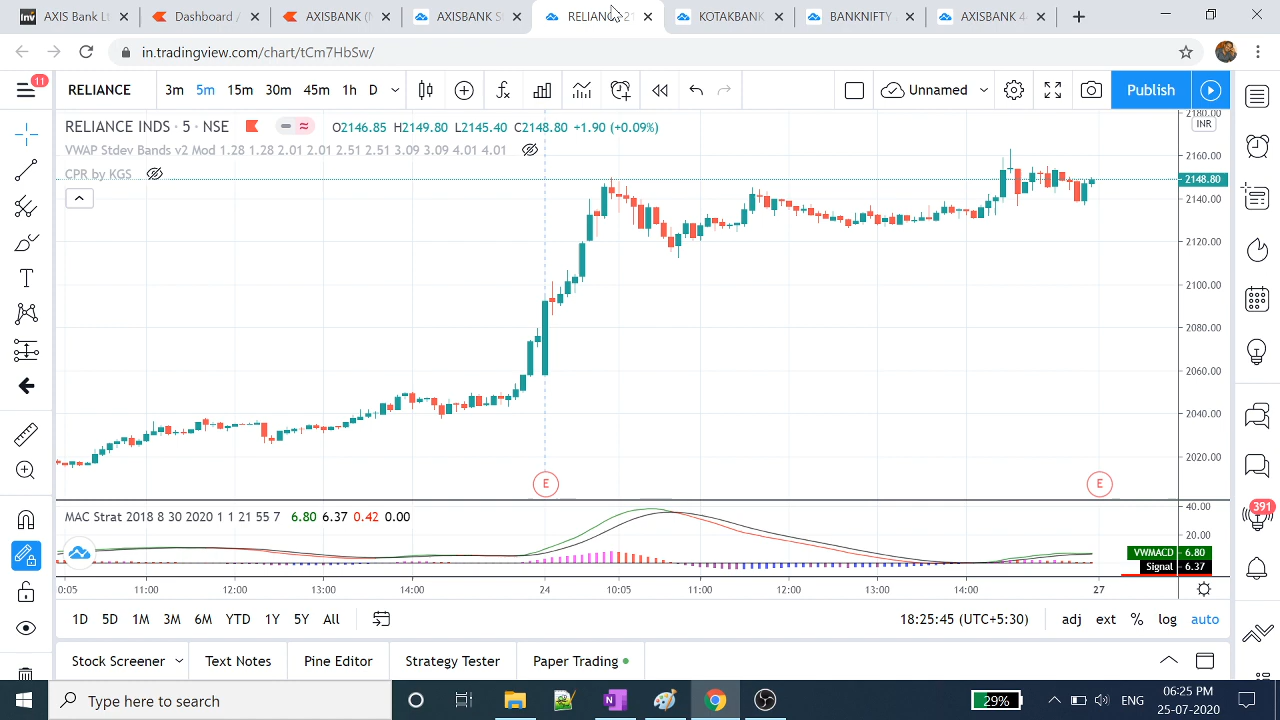 AXIS Bank L
Dashboard /
AXISBANK (
AXISBANK S
RELIANC 21
KOTAKBANK
BANKNIFTY
AXISBANK 4
in.tradingview.com/chart/tCm7HbSw/
11
RELIANCE
3m 5m 15m 30m 45m 1h D
Unnamed
Publish
RELIANCE INDS · 5 · NSE
O2146.85 H2149.80 L2145.40 C2148.80 +1.90 (+0.09%)
VWAP Stdev Bands v2 Mod 1.28 1.28 2.01 2.01 2.51 2.51 3.09 3.09 4.01 4.01
CPR by KGS
2180.00
INR
2160.00
2148.80
2140.00
2120.00
2100.00
2080.00
2060.00
2040.00
2020.00
E
E
MAC Strat 2018 8 30 2020 1 1 21 55 7 6.80 6.37 0.42 0.00
40.00
20.00
VWMACD 6.80
Signal 6.37
391
0:05 11:00 12:00 13:00 14:00 24 10:05 11:00 12:00 13:00 14:00 27
1D 5D 1M 3M 6M YTD 1Y 5Y All
18:25:45 (UTC+5:30)
adj ext % log auto
Stock Screener
Text Notes
Pine Editor
Strategy Tester
Paper Trading
Type here to search
29%
ENG
06:25 PM
25-07-2020